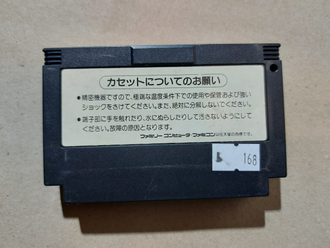 カセットについてのお願い
●精密機器ですので、極端な温度条件下での使用や保管および強い
ショックをさけてください。また、絶対に分解しないでください。
●端子部に手を触れたり、水にぬらしたりして汚さないようにして
ください。故障の原因となります。
ファミリーコンピュータ・ファミコンは任天堂の商標です。
168